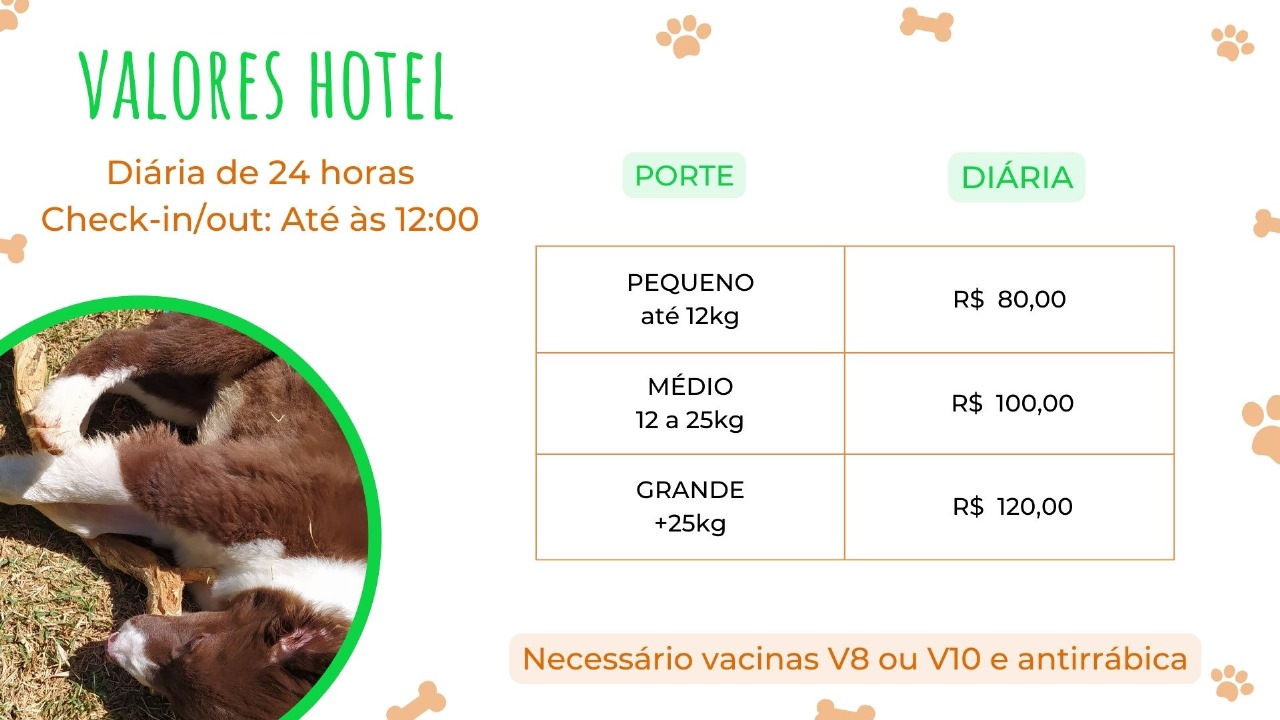 VALORES HOTEL
Diária de 24 horas
Check-in/out: Até às 12:00
PORTE
DIÁRIA
PEQUENO
até 12kg
R$ 80,00
MÉDIO
12 a 25kg
R$ 100,00
GRANDE
+25kg
R$ 120,00
Necessário vacinas V8 ou V10 e antirrábica